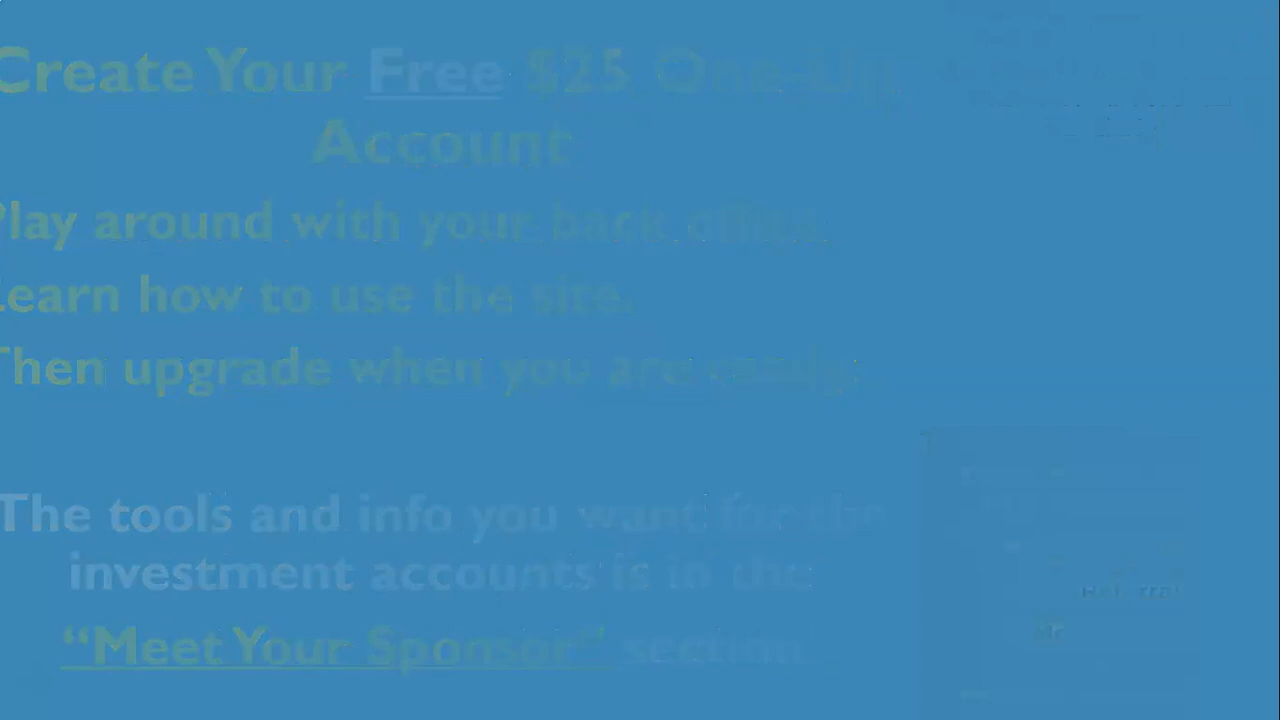 Create Your Free $25 One-Up
Account
Play around with your back office.
Learn how to use the site.
Then upgrade when you are ready.
The tools and info you want for the
investment accounts is in the
“Meet Your Sponsor” section
Referral